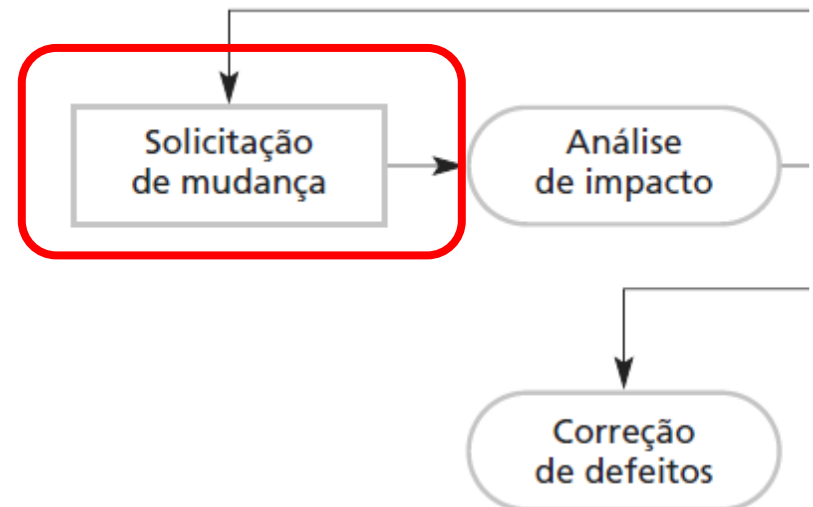 Solicitação
de mudança
Análise
de impacto
Correção
de defeitos